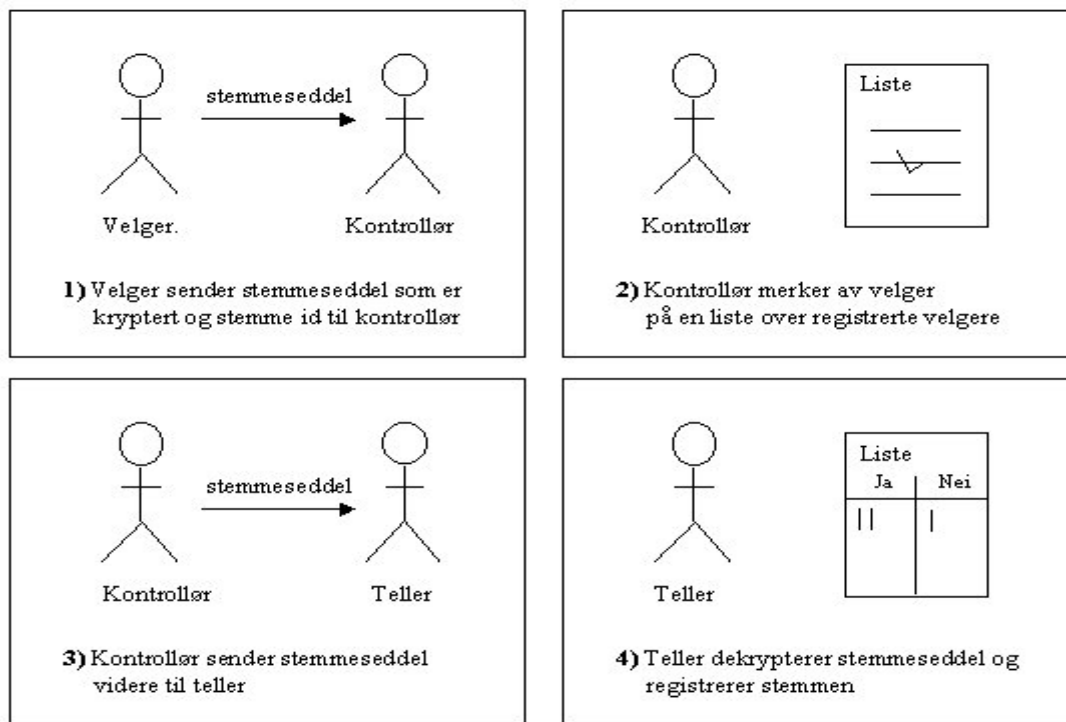 stemmeseddel
Velger.
Kontrollør
1) Velger sender stemmeseddel som er
kryptert og stemme id til kontrollør
Liste
Kontrollør
2) Kontrollør merker av velger
på en liste over registrerte velgere
stemmeseddel
Kontrollør
Teller
3) Kontrollør sender stemmeseddel
videre til teller
Liste
Ja Nei
Teller
4) Teller dekrypterer stemmeseddel og
registrerer stemmen